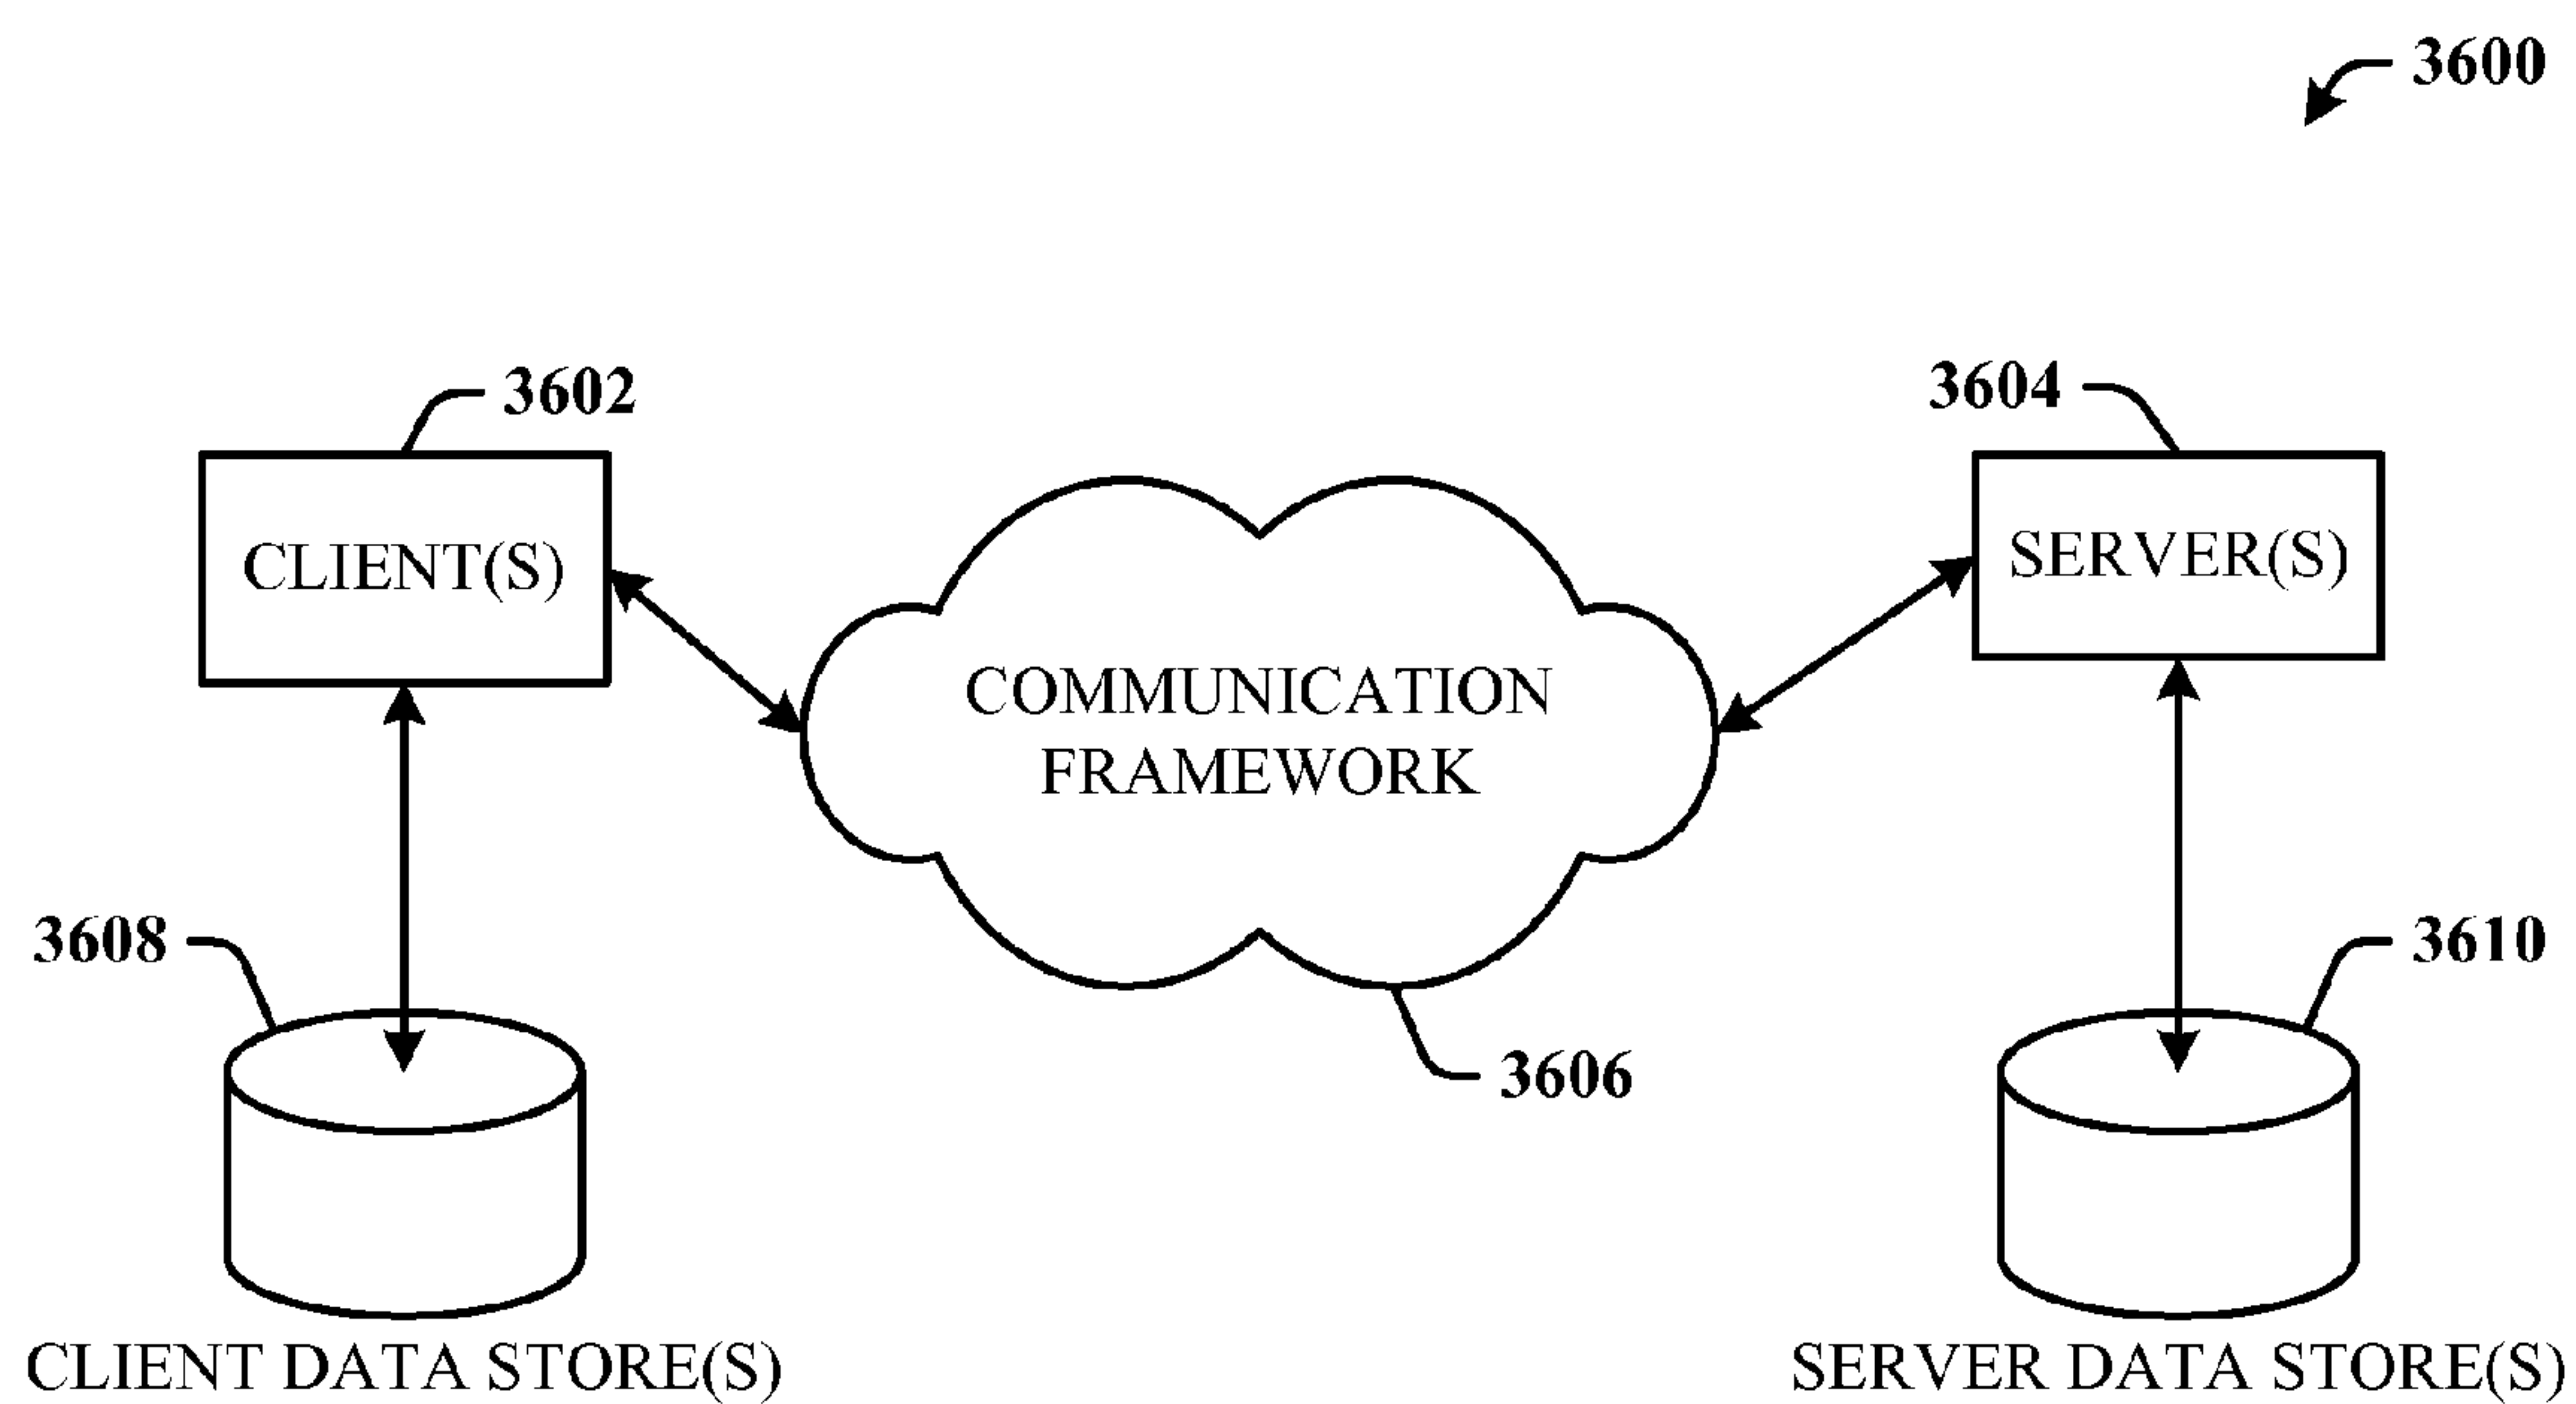 3600
3602
3604
CLIENT(S)
SERVER(S)
COMMUNICATION
FRAMEWORK
3608
3610
3606
CLIENT DATA STORE(S)
SERVER DATA STORE(S)